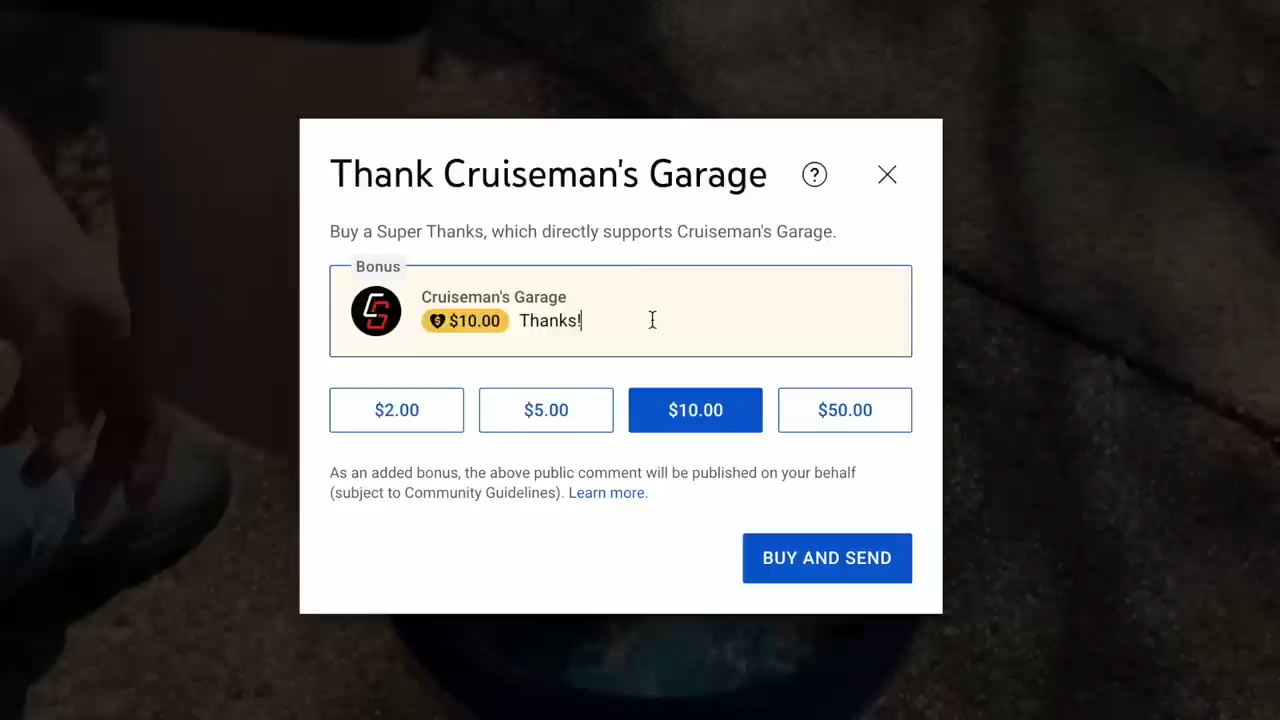 Thank Cruiseman's Garage ?
Buy a Super Thanks, which directly supports Cruiseman's Garage.
Bonus
Cruiseman's Garage
$10.00 Thanks!
$2.00 $5.00 $10.00 $50.00
As an added bonus, the above public comment will be published on your behalf
(subject to Community Guidelines). Learn more.
BUY AND SEND